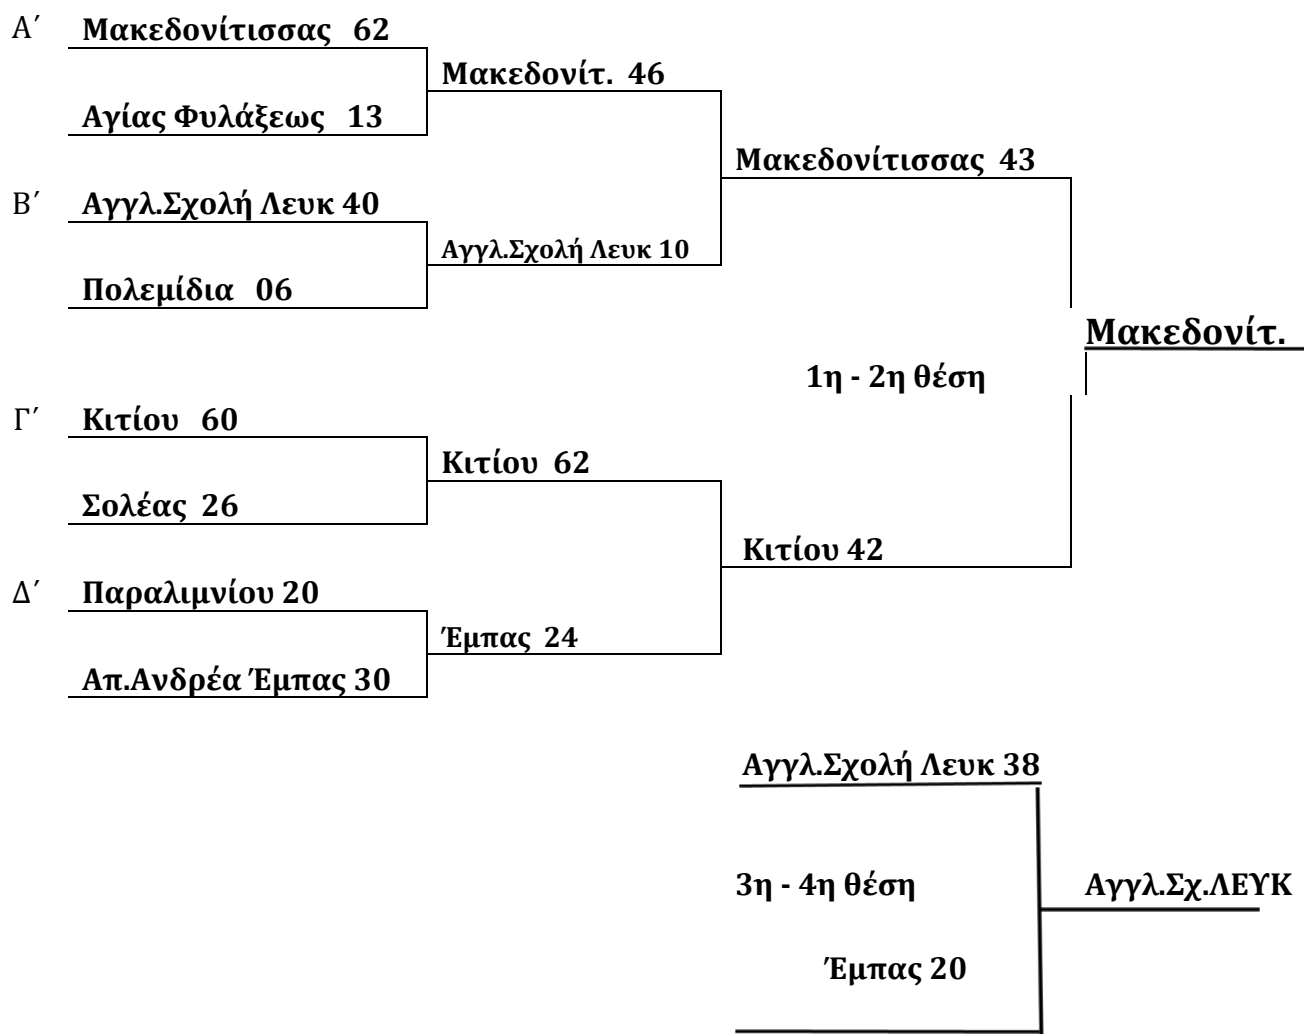 Α΄ Μακεδονίτισσας 62
Μακεδονίτ. 46
Αγίας Φυλάξεως 13
Μακεδονίτισσας 43
Β΄ Αγγλ.Σχολή Λευκ 40
Αγγλ.Σχολή Λευκ 10
Πολεμίδια 06
Μακεδονίτ.
1η - 2η θέση
Γ΄ Κιτίου 60
Κιτίου 62
Σολέας 26
Κιτίου 42
Δ΄ Παραλιμνίου 20
Έμπας 24
Απ.Ανδρέα Έμπας 30
Αγγλ.Σχολή Λευκ 38
3η - 4η θέση
Αγγλ.Σχ.ΛΕΥΚ
Έμπας 20